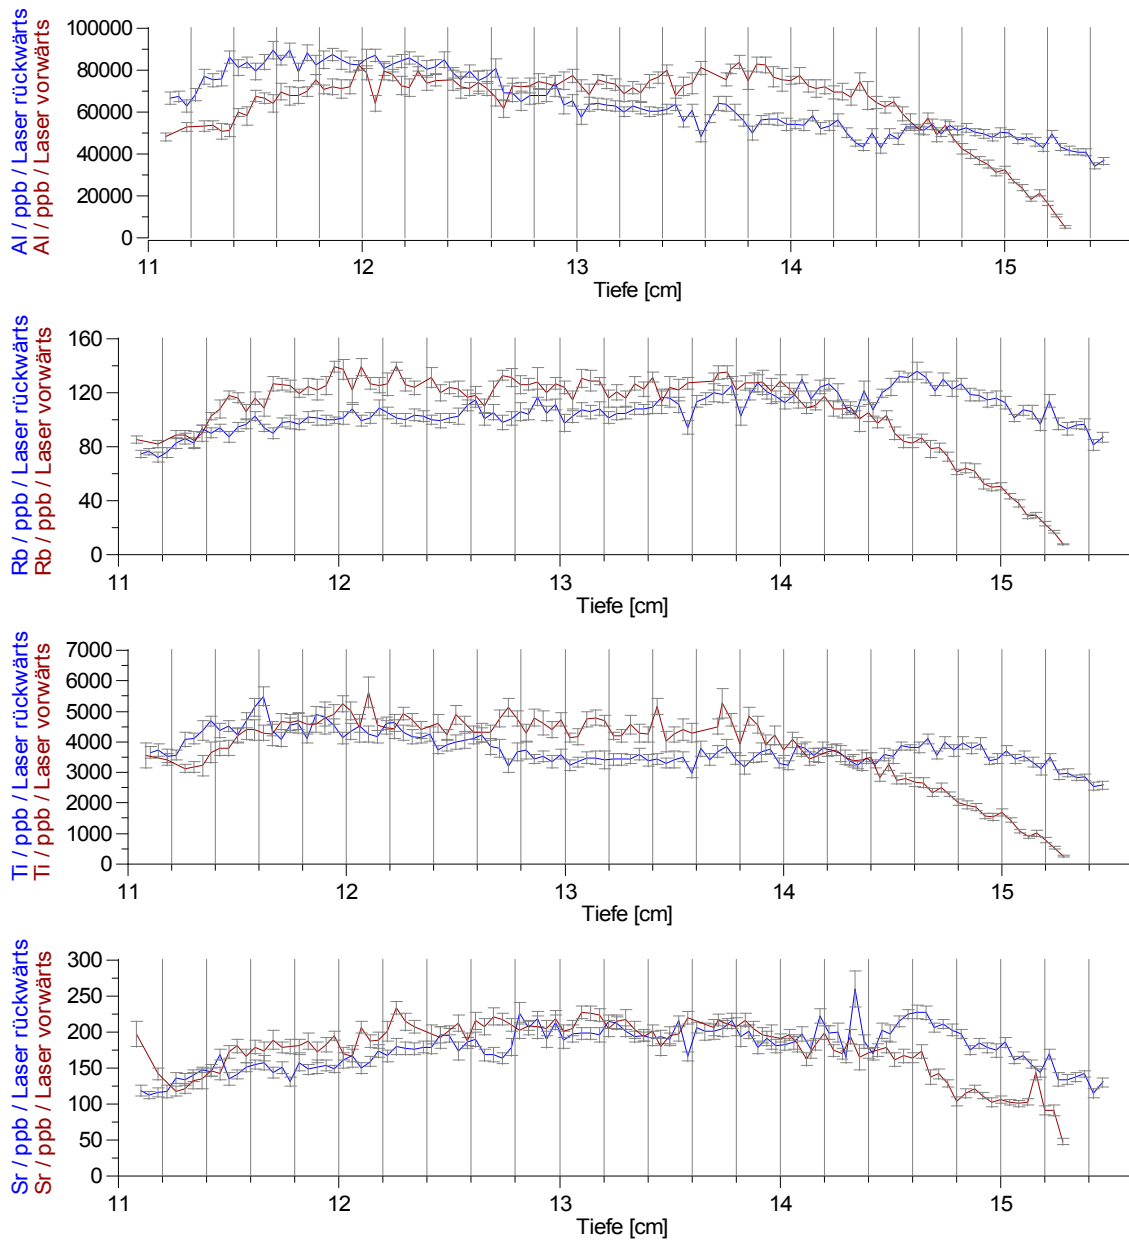 Al / ppb / Laser rückwärts
Al / ppb / Laser vorwärts
100000
80000
60000
40000
20000
0
11 12 13 14 15
Tiefe [cm]
Rb / ppb / Laser rückwärts
Rb / ppb / Laser vorwärts
160
120
80
40
0
11 12 13 14 15
Tiefe [cm]
Ti / ppb / Laser rückwärts
Ti / ppb / Laser vorwärts
7000
6000
5000
4000
3000
2000
1000
0
11 12 13 14 15
Tiefe [cm]
Sr / ppb / Laser rückwärts
Sr / ppb / Laser vorwärts
300
250
200
150
100
50
0
11 12 13 14 15
Tiefe [cm]